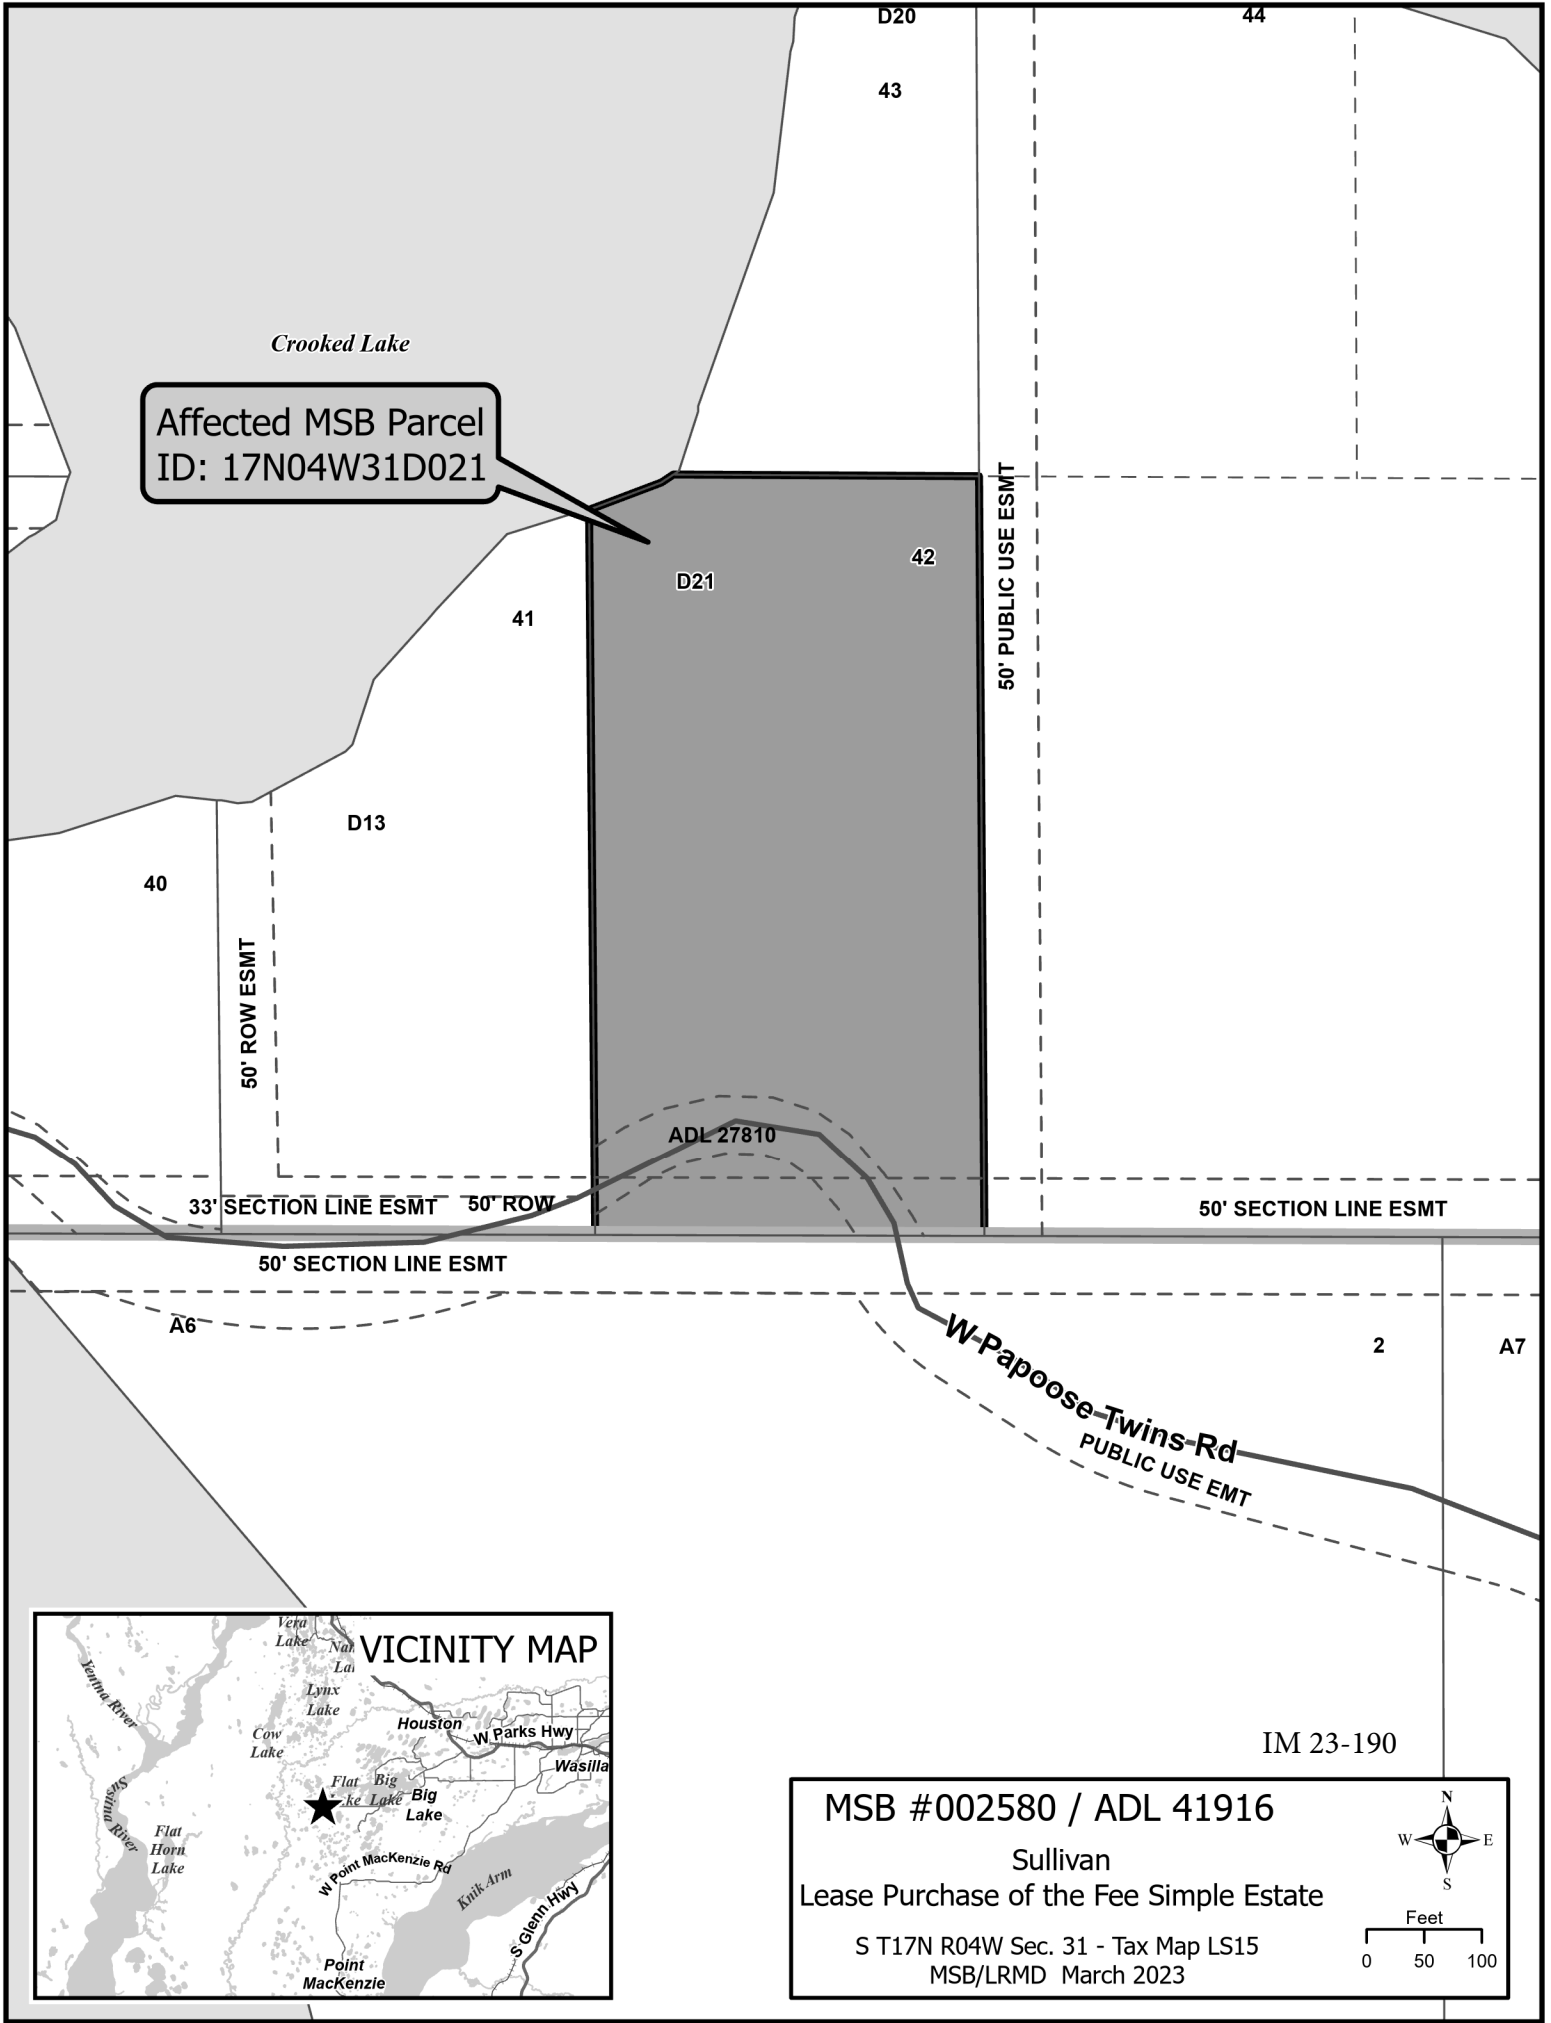 D20
44
43
Crooked Lake
Affected MSB Parcel
ID: 17N04W31D021
50' PUBLIC USE ESMT
42
D21
41
D13
40
50' ROW ESMT
ADL 27810
33' SECTION LINE ESMT
50' ROW
50' SECTION LINE ESMT
50' SECTION LINE ESMT
A6
W Papoose Twins Rd
PUBLIC USE EMT
2
A7
VICINITY MAP
Vera
Lake
Lynx
Lake
Yentna River
Cow
Lake
Houston
W Parks Hwy
Wasilla
Flat
Big
Lake
Big
Lake
Susitna
River
Flat
Horn
Lake
W Point MacKenzie Rd
Knik Arm
S Glenn Hwy
Point
MacKenzie
IM 23-190
MSB #002580 / ADL 41916
Sullivan
Lease Purchase of the Fee Simple Estate
S T17N R04W Sec. 31 - Tax Map LS15
MSB/LRMD March 2023
N
W
E
S
Feet
0 50 100